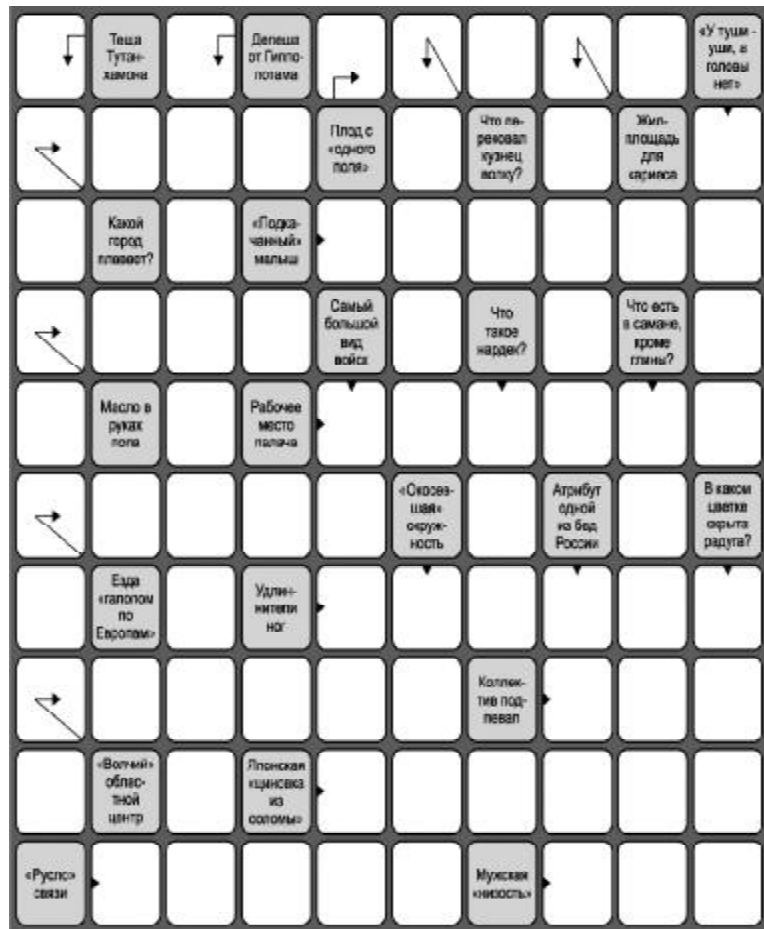 Теща
Тутан-
хамона
Депеша
от Гиппо-
потама
«У туши -
уши, а
головы
нет»
Плод с
«одного
поля»
Что пе-
рековал
кузнец
волку?
Жил-
площадь
для
кариеса
Какой
город
плавает?
«Подка-
чанный»
малыш
Самый
большой
вид
войск
Что
такое
нардек?
Что есть
в самане,
кроме
глины?
Масло в
руках
попа
Рабочее
место
палача
«Окосев-
шая»
окруж-
ность
Атрибут
одной
из бед
России
В каком
цветке
скрыта
радуга?
Езда
«галопом
по
Европам»
Удлин-
нители
ног
Коллек-
тив под-
певал
«Волчий»
облас-
тной
центр
Японская
«циновка
из
соломы»
«Русло»
связи
Мужская
«низость»